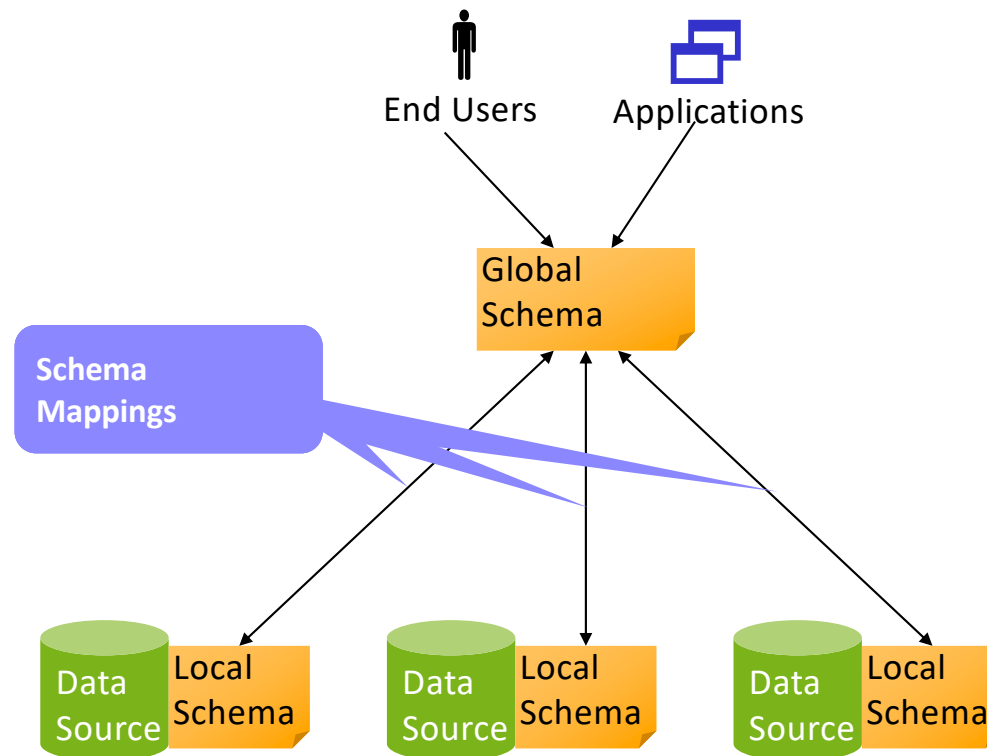 End Users
Applications
Global
Schema
Schema
Mappings
Data
Source
Local
Schema
Data
Source
Local
Schema
Data
Source
Local
Schema